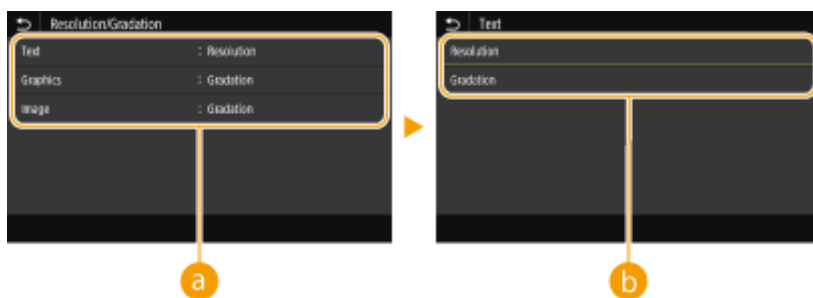 Resolution/Gradation
Text : Resolution
Graphics : Gradation
Image : Gradation
a
Text
Resolution
Gradation
b